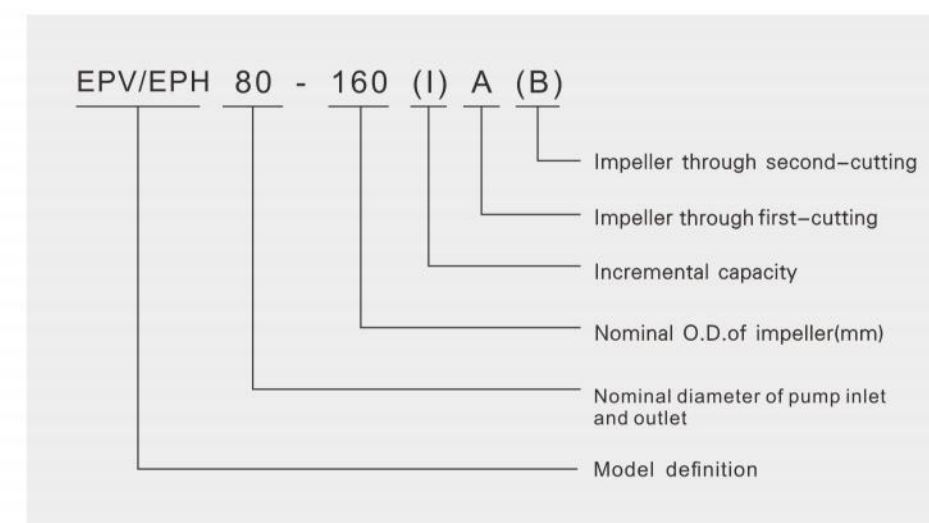 EPV/EPH 80 - 160 (I) A (B)
Impeller through second-cutting
Impeller through first-cutting
Incremental capacity
Nominal O.D.of impeller(mm)
Nominal diameter of pump inlet
and outlet
Model definition